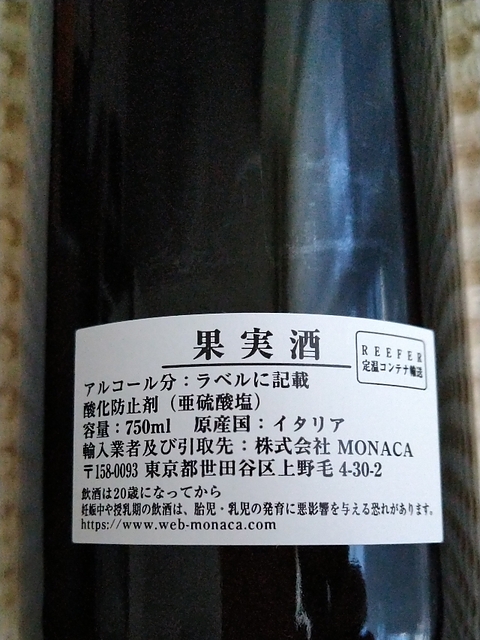 果実酒
REEFER
定温コンテナ輸送
アルコール分：ラベルに記載
酸化防止剤（亜硫酸塩）
容量：750ml　原産国：イタリア
輸入業者及び引取先：株式会社 MONACA
〒158-0093 東京都世田谷区上野毛 4-30-2
飲酒は20歳になってから
妊娠中や授乳期の飲酒は、胎児・乳児の発育に悪影響を与える恐れがあります。
https://www.web-monaca.com